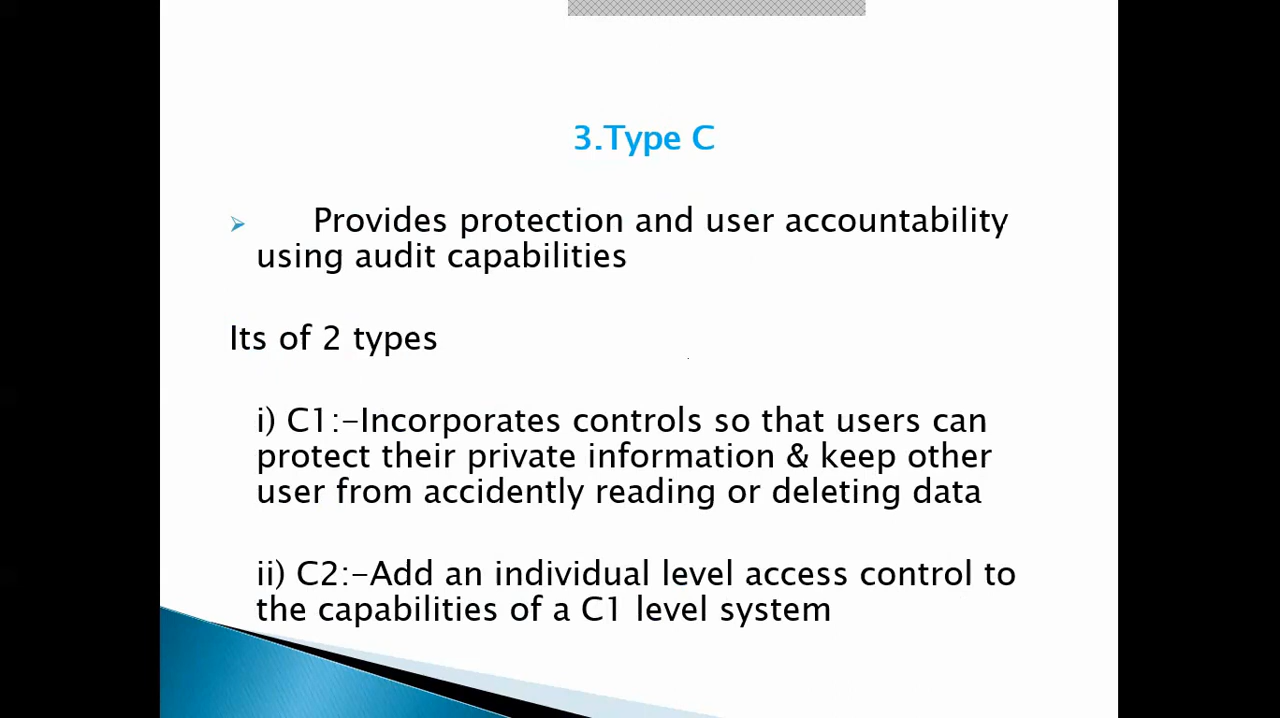 3.Type C
Provides protection and user accountability
using audit capabilities
Its of 2 types
i) C1:-Incorporates controls so that users can
protect their private information & keep other
user from accidently reading or deleting data
ii) C2:-Add an individual level access control to
the capabilities of a C1 level system